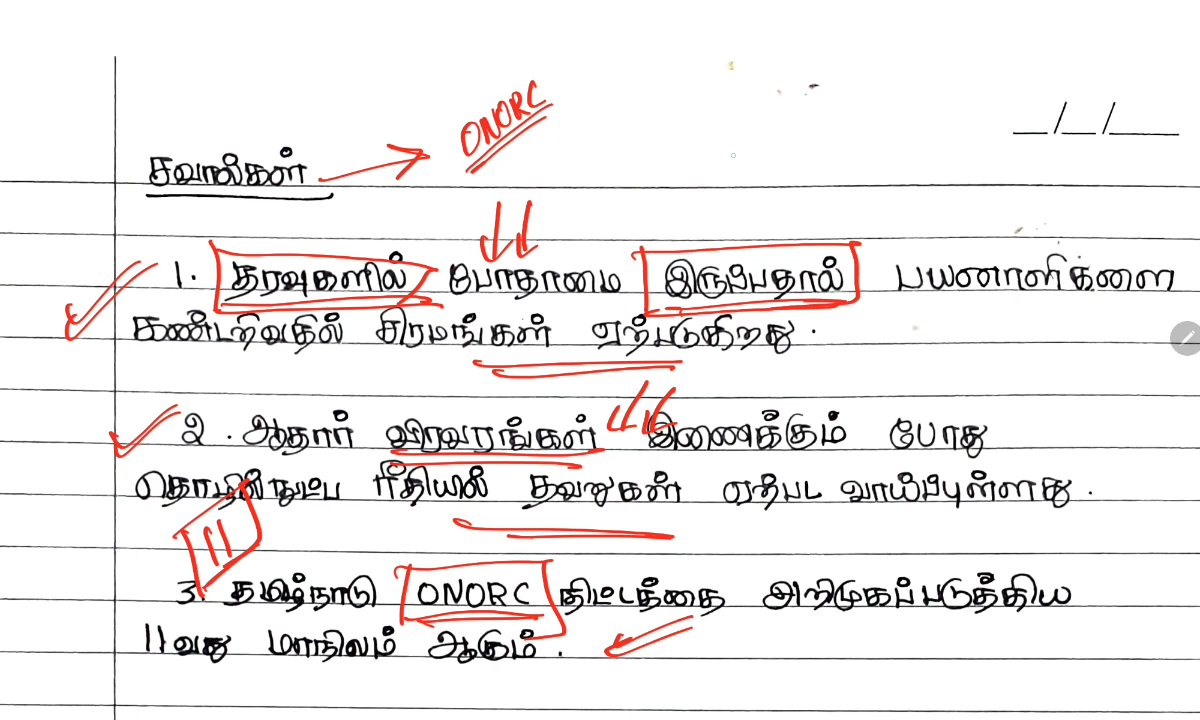 ONORC
சவால்கள்
1. தரவுகளில் போதாமை இருப்பதால் பயனாளிக்களை
கண்டறிவதில் சிரமங்கள் ஏற்படுகிறது.
2. ஆதார் விரவரங்கள் இணைக்கும் போது
தொழில்நுட்ப ரீதியில் தவறுகள் ஏற்பட வாய்ப்புள்ளது.
3. தமிழ்நாடு ONORC திட்டத்தை அறிமுகப்படுத்திய
11வது மாநிலம் ஆகும்.